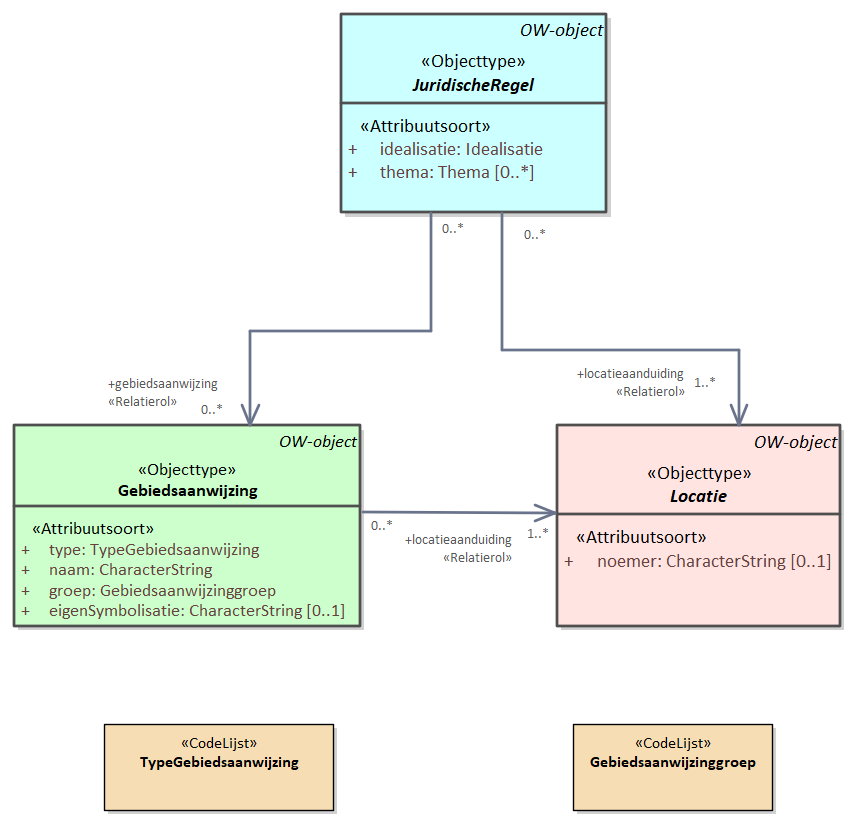 OW-object
«Objecttype»
JuridischeRegel
«Attribuutsoort»
+ idealisatie: Idealisatie
+ thema: Thema [0..*]
0..*
0..*
+gebiedsaanwijzing
«Relatierol»
0..*
+locatieaanduiding
«Relatierol»
1..*
OW-object
«Objecttype»
Gebiedsaanwijzing
«Attribuutsoort»
+ type: TypeGebiedsaanwijzing
+ naam: CharacterString
+ groep: Gebiedsaanwijzinggroep
+ eigenSymbolisatie: CharacterString [0..1]
0..*
+locatieaanduiding
«Relatierol»
1..*
OW-object
«Objecttype»
Locatie
«Attribuutsoort»
+ noemer: CharacterString [0..1]
«CodeLijst»
TypeGebiedsaanwijzing
«CodeLijst»
Gebiedsaanwijzinggroep